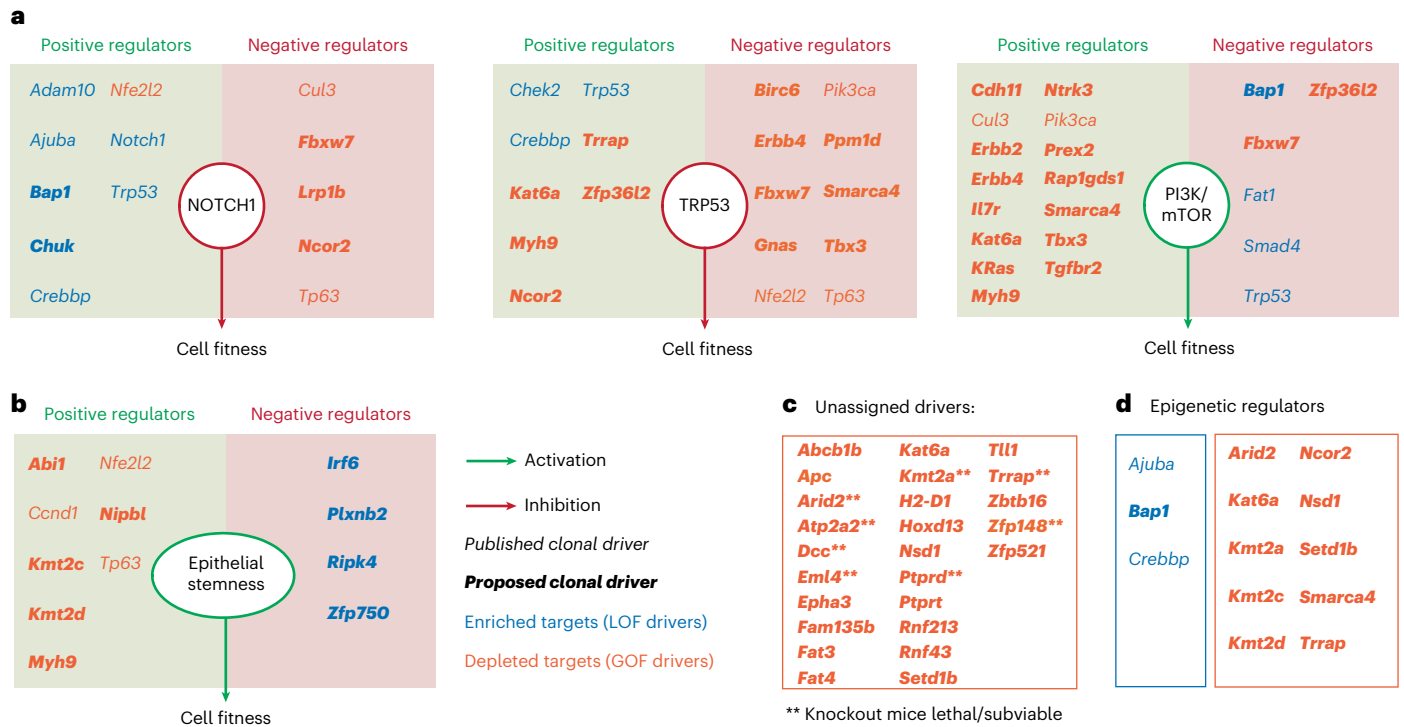 a
Positive regulators Negative regulators
Adam10 Nfe2l2 Cul3
Ajuba Notch1 Fbxw7
Bap1 Trp53 Lrp1b
Chuk Ncor2
Crebbp Tp63
NOTCH1
Cell fitness
Positive regulators Negative regulators
Chek2 Trp53 Birc6 Pik3ca
Crebbp Trrap Erbb4 Ppm1d
Kat6a Zfp36l2 Fbxw7 Smarca4
Myh9 Gnas Tbx3
Ncor2 Nfe2l2 Tp63
TRP53
Cell fitness
Positive regulators Negative regulators
Cdh11 Ntrk3
Cul3 Pik3ca
Erbb2 Prex2
Erbb4 Rap1gds1
Il7r Smarca4
Kat6a Tbx3
KRas Tgfbr2
Myh9
PI3K/
mTOR
Bap1 Zfp36l2
Fbxw7
Fat1
Smad4
Trp53
Cell fitness
b
Positive regulators Negative regulators
Abi1 Nfe2l2 Irf6
Ccnd1 Nipbl Plxnb2
Kmt2c Tp63 Ripk4
Kmt2d Zfp750
Myh9
Epithelial
stemness
Cell fitness
Activation
Inhibition
Published clonal driver
Proposed clonal driver
Enriched targets (LOF drivers)
Depleted targets (GOF drivers)
c Unassigned drivers:
Abcb1b Kat6a Tll1
Apc Kmt2a** Trrap**
Arid2** H2-D1 Zbtb16
Atp2a2** Hoxd13 Zfp148**
Dcc** Nsd1 Zfp521
Eml4** Ptprd**
Epha3 Ptprt
Fam135b Rnf213
Fat3 Rnf43
Fat4 Setd1b
** Knockout mice lethal/subviable
d Epigenetic regulators
Ajuba
Bap1
Crebbp
Arid2 Ncor2
Kat6a Nsd1
Kmt2a Setd1b
Kmt2c Smarca4
Kmt2d Trrap